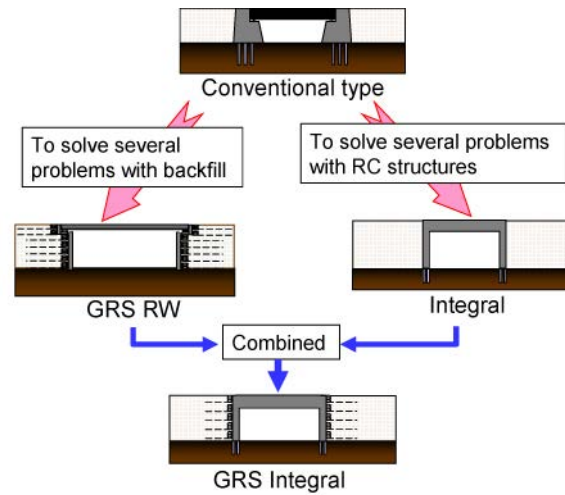 Conventional type
To solve several
problems with backfill
To solve several problems
with RC structures
GRS RW
Integral
Combined
GRS Integral